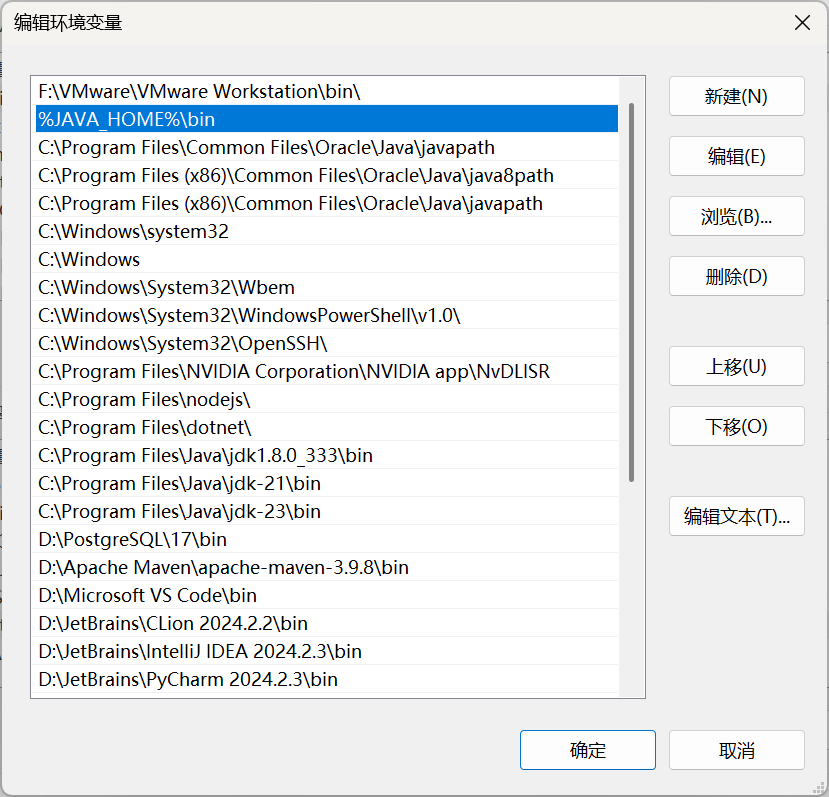 编辑环境变量
F:\VMware\VMware Workstation\bin\
%JAVA_HOME%\bin
C:\Program Files\Common Files\Oracle\Java\javapath
C:\Program Files (x86)\Common Files\Oracle\Java\java8path
C:\Program Files (x86)\Common Files\Oracle\Java\javapath
C:\Windows\system32
C:\Windows
C:\Windows\System32\Wbem
C:\Windows\System32\WindowsPowerShell\v1.0\
C:\Windows\System32\OpenSSH\
C:\Program Files\NVIDIA Corporation\NVIDIA app\NvDLISR
C:\Program Files\nodejs\
C:\Program Files\dotnet\
C:\Program Files\Java\jdk1.8.0_333\bin
C:\Program Files\Java\jdk-21\bin
C:\Program Files\Java\jdk-23\bin
D:\PostgreSQL\17\bin
D:\Apache Maven\apache-maven-3.9.8\bin
D:\Microsoft VS Code\bin
D:\JetBrains\CLion 2024.2.2\bin
D:\JetBrains\IntelliJ IDEA 2024.2.3\bin
D:\JetBrains\PyCharm 2024.2.3\bin
新建(N)
编辑(E)
浏览(B)...
删除(D)
上移(U)
下移(O)
编辑文本(T)...
确定
取消